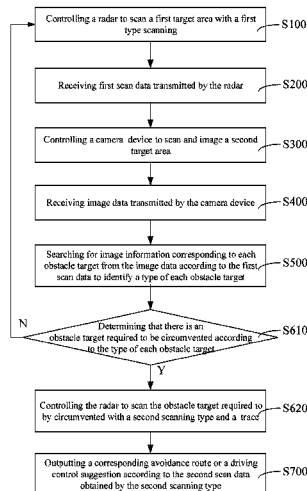 Controlling a radar to scan a first target area with a first
type scanning
S100
Receiving first scan data transmitted by the radar
S200
Controlling a camera device to scan and image a second
target area
S300
Receiving image data transmitted by the camera device
S400
Searching for image information corresponding to each
obstacle target from the image data according to the first
scan data to identify a type of each obstacle target
S500
N
Determining that there is an
obstacle target required to be circumvented according
to the type of each obstacle target
S610
Y
Controlling the radar to scan the obstacle target required to
by circumvented with a second scanning type and a trace
S620
Outputting a corresponding avoidance route or a driving
control suggestion according to the second scan data
obtained by the second scanning type
S700